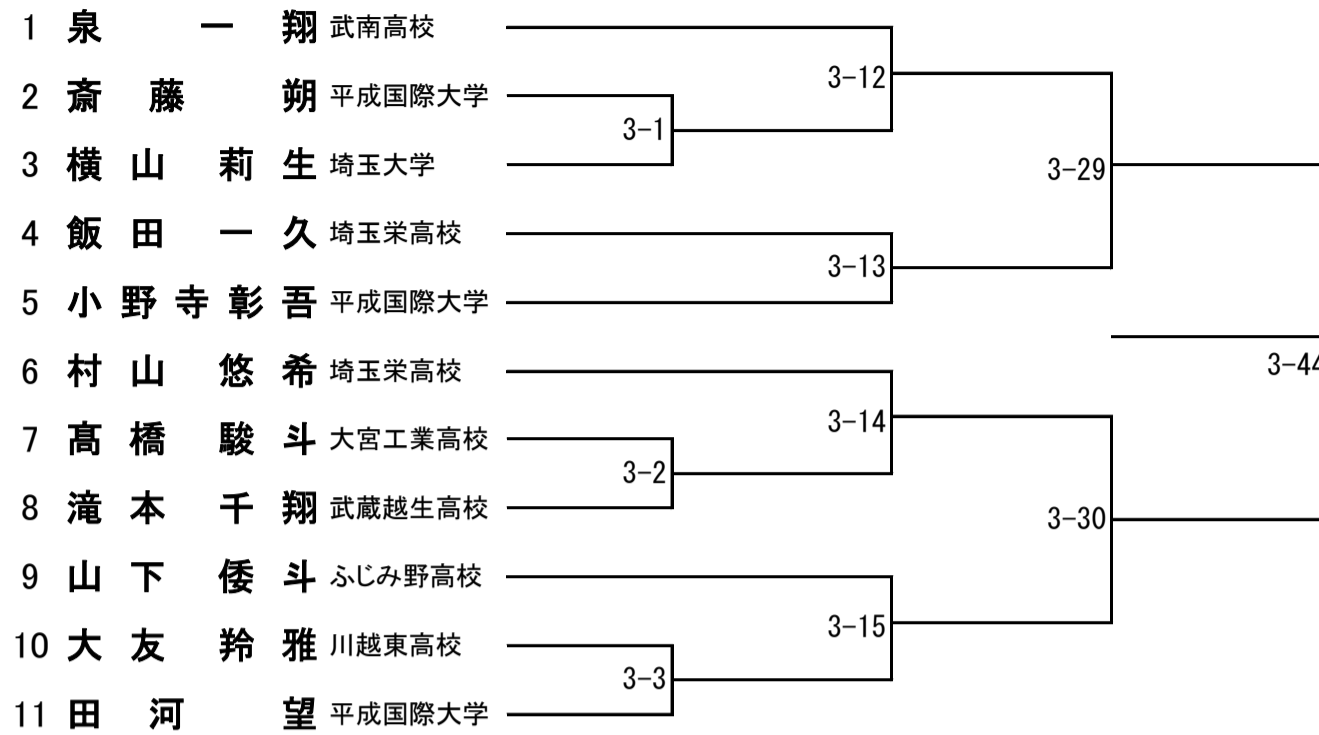 1 泉 一翔 武南高校
3-12
2 斎藤 朔 平成国際大学
3-1
3 横山 莉生 埼玉大学
3-29
4 飯田 一久 埼玉栄高校
3-13
5 小野寺彰吾 平成国際大学
6 村山 悠希 埼玉栄高校
3-44
3-14
7 髙橋 駿斗 大宮工業高校
3-2
8 滝本 千翔 武蔵越生高校
3-30
9 山下 倭斗 ふじみ野高校
3-15
10 大友 羚雅 川越東高校
3-3
11 田河 望 平成国際大学